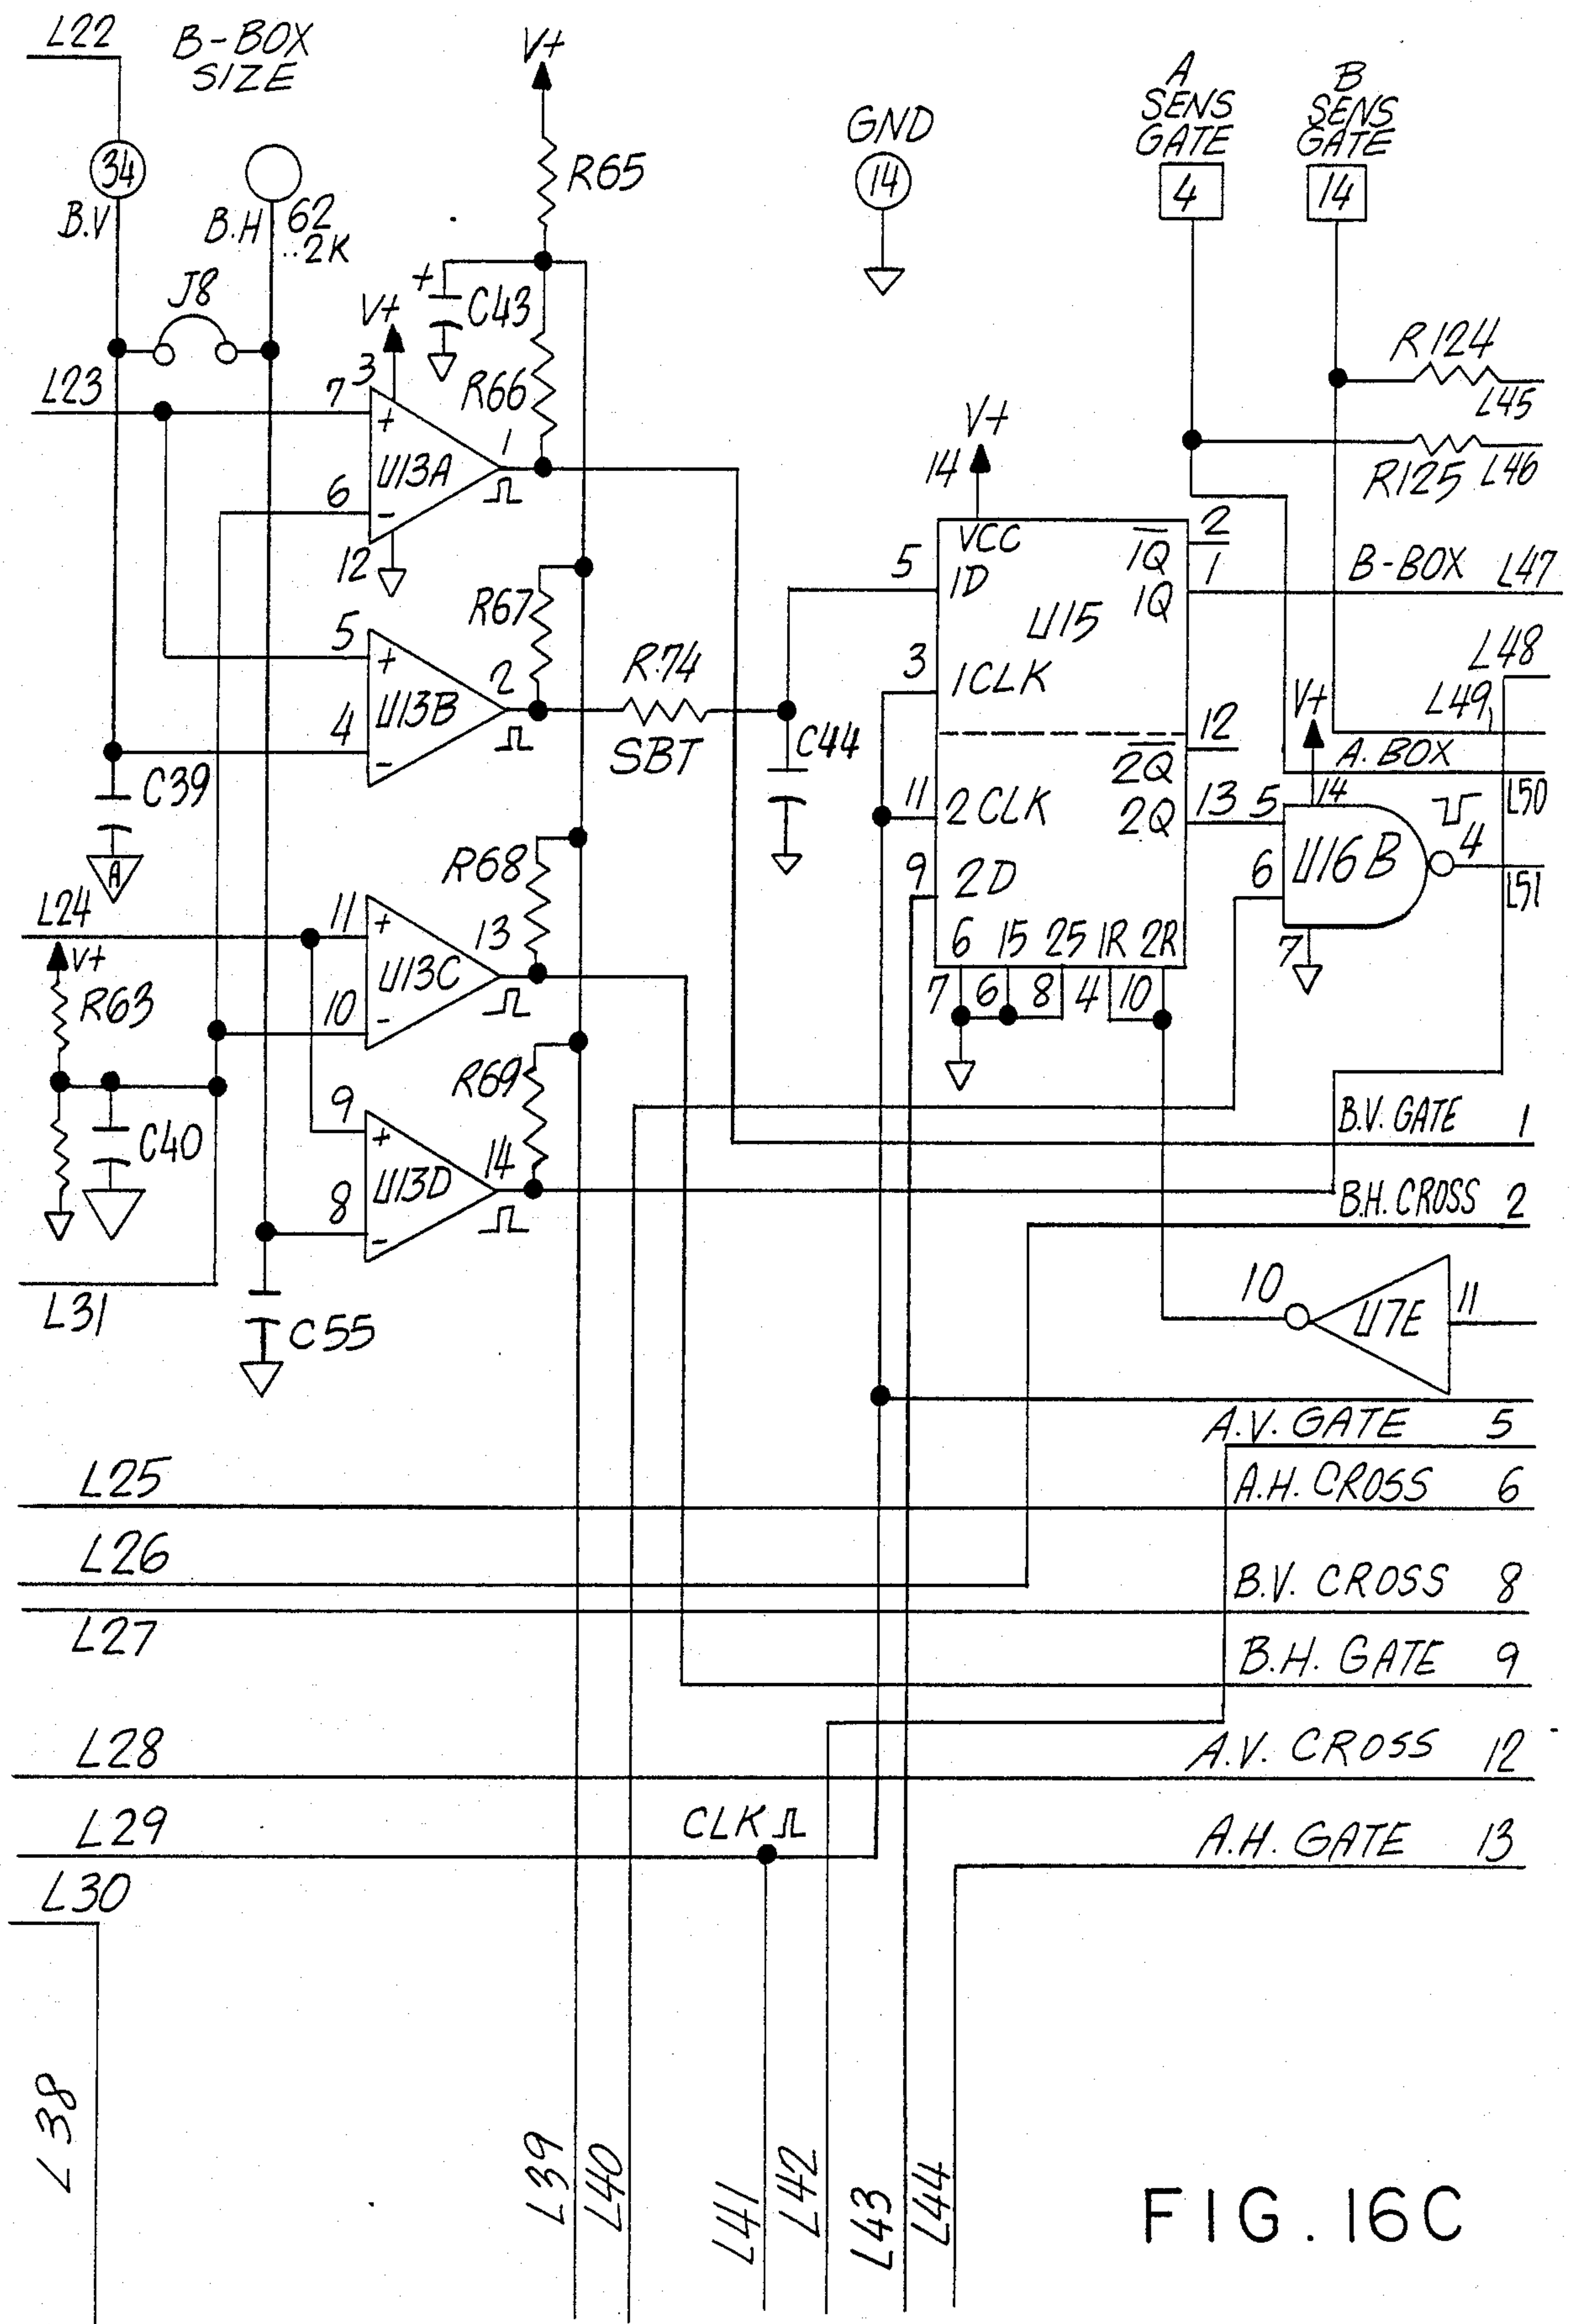 L22
B-BOX
SIZE
V+
GND
14
A
SENS
GATE
4
B
SENS
GATE
14
34
B.V
B.H
62
..2K
R65
J8
+
C43
V+
L23
3
7
+
R66
U13A
1
6
-
12
R124
L45
R125
L46
V+
14
VCC
5
1D
1Q
2
1Q
1
B-BOX
L47
U15
R67
5
+
U13B
2
4
-
R.74
SBT
C44
3
1CLK
L48
L49
V+
12
2Q
A.BOX
14
L50
11
2CLK
2Q
13
5
4
U16B
6
L51
7
9
2D
6
15
25
1R
2R
7
6
8
4
10
C39
A
L24
V+
R63
R68
11
+
13
U13C
10
-
C40
R69
9
+
14
U13D
8
-
B.V. GATE 1
B.H. CROSS 2
L31
C55
10
U7E
11
A.V. GATE 5
L25
A.H. CROSS 6
L26
B.V. CROSS 8
L27
B.H. GATE 9
L28
A.V. CROSS 12
L29
CLK
A.H. GATE 13
L30
L38
L39
L40
L41
L42
L43
L44
FIG. 16C